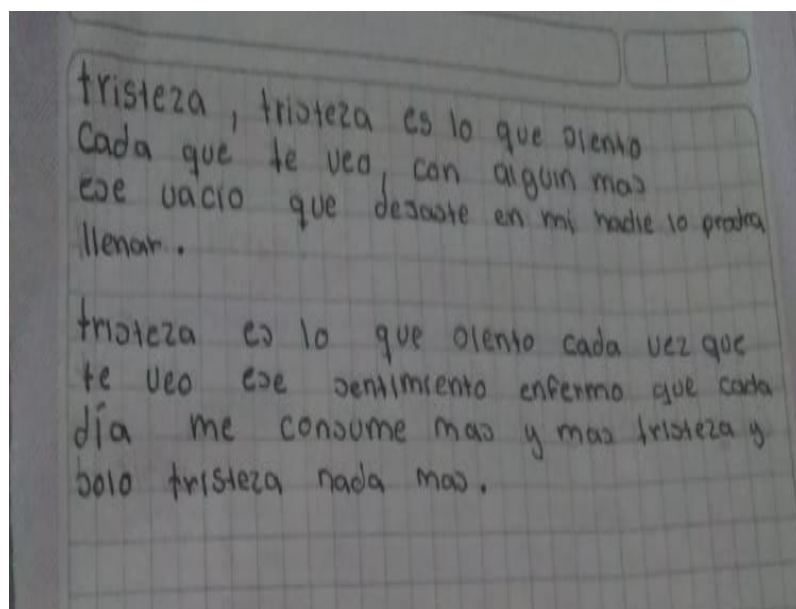 tristeza, tristeza es lo que siento
Cada que te veo, con alguin mas
ese vacio que dejaste en mi nadie lo prodra
llenar.
tristeza es lo que siento cada vez que
te veo ese sentimiento enfermo que cada
día me consume mas y mas tristeza y
solo tristeza nada mas.